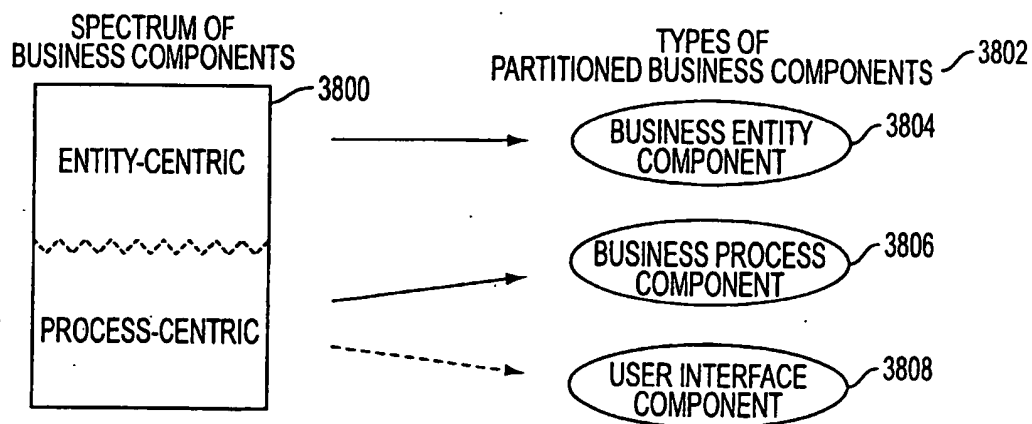 SPECTRUM OF
BUSINESS COMPONENTS
3800
ENTITY-CENTRIC
PROCESS-CENTRIC
TYPES OF
PARTITIONED BUSINESS COMPONENTS
3802
BUSINESS ENTITY
COMPONENT
3804
BUSINESS PROCESS
COMPONENT
3806
USER INTERFACE
COMPONENT
3808